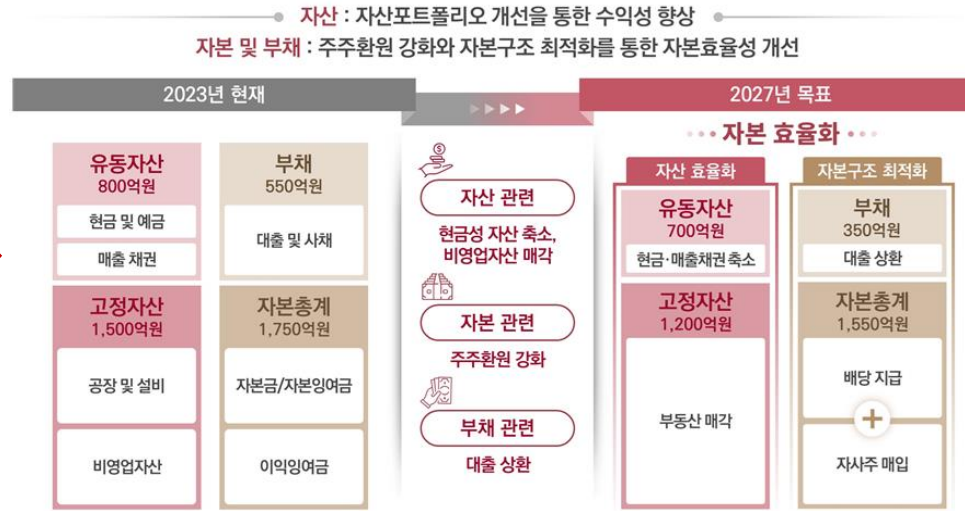 자산 : 자산포트폴리오 개선을 통한 수익성 향상
자본 및 부채 : 주주환원 강화와 자본구조 최적화를 통한 자본효율성 개선
2023년 현재
유동자산
800억원
현금 및 예금
매출 채권
부채
550억원
대출 및 사채
고정자산
1,500억원
공장 및 설비
비영업자산
자본총계
1,750억원
자본금/자본잉여금
이익잉여금
자산 관련
현금성 자산 축소,
비영업자산 매각
자본 관련
주주환원 강화
부채 관련
대출 상환
2027년 목표
자본 효율화
자산 효율화
유동자산
700억원
현금·매출채권 축소
고정자산
1,200억원
부동산 매각
자본구조 최적화
부채
350억원
대출 상환
자본총계
1,550억원
배당 지급
+
자사주 매입